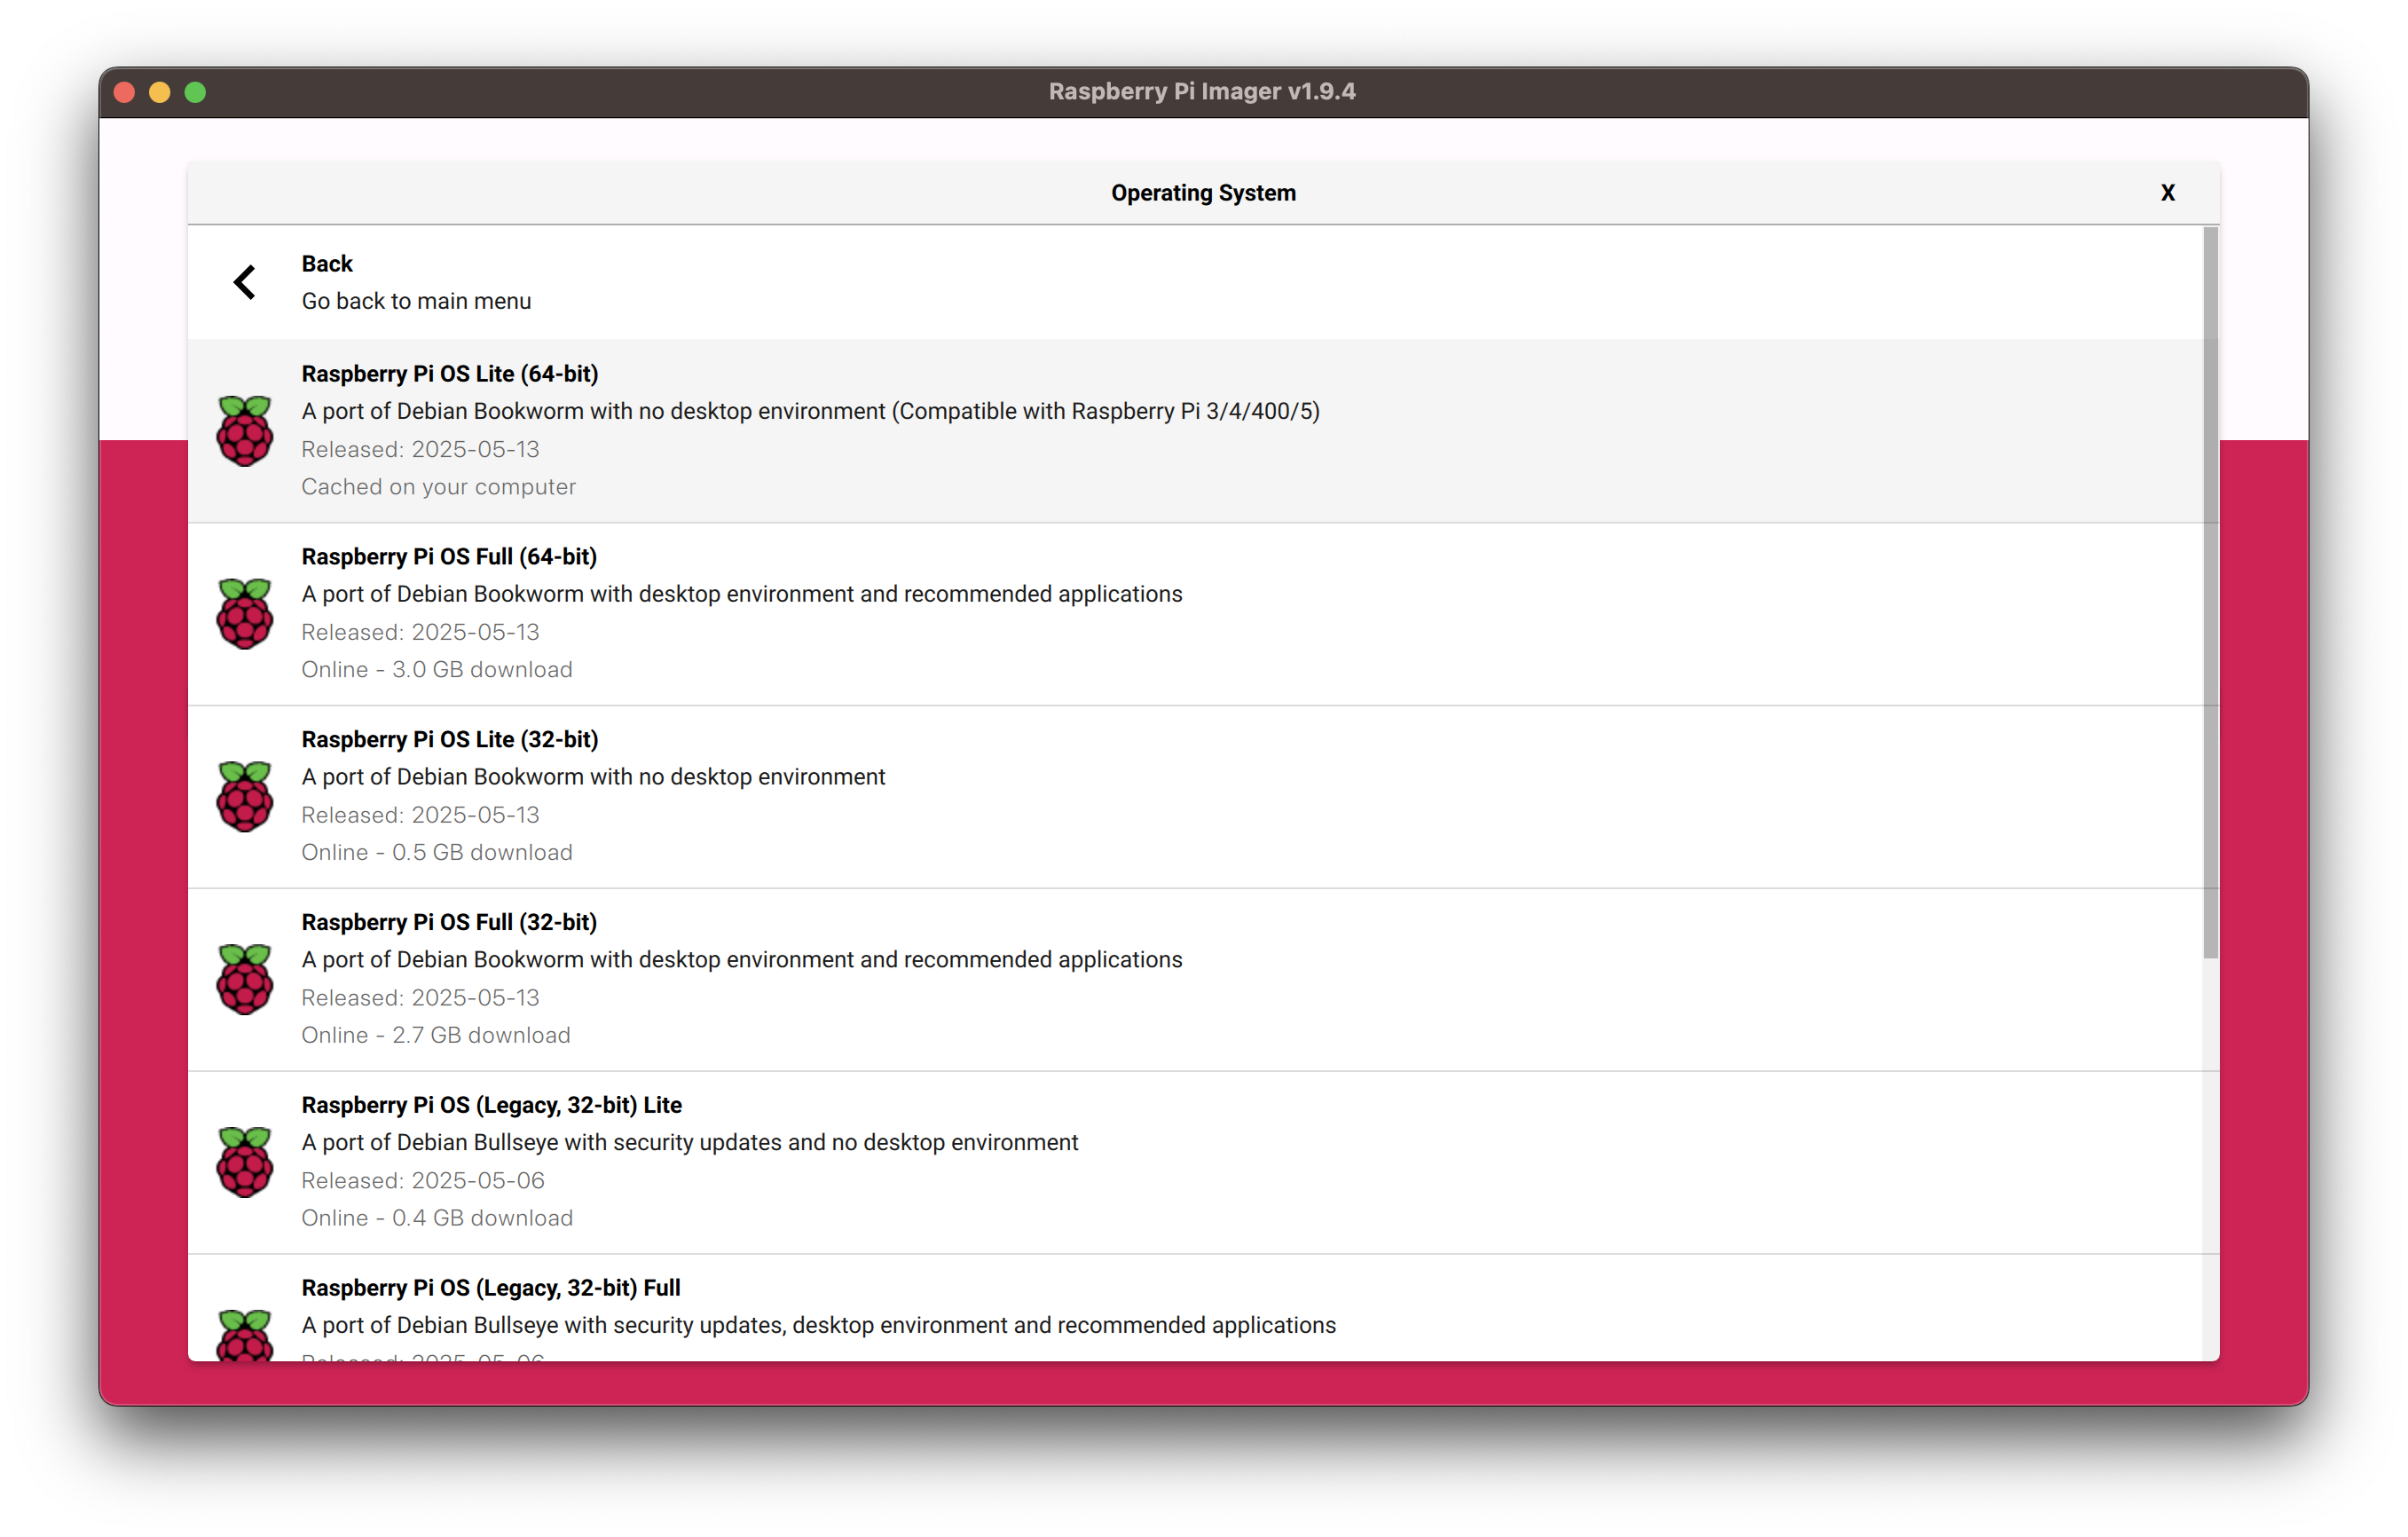 Raspberry Pi Imager v1.9.4
Operating System
X
Back
Go back to main menu
Raspberry Pi OS Lite (64-bit)
A port of Debian Bookworm with no desktop environment (Compatible with Raspberry Pi 3/4/400/5)
Released: 2025-05-13
Cached on your computer
Raspberry Pi OS Full (64-bit)
A port of Debian Bookworm with desktop environment and recommended applications
Released: 2025-05-13
Online - 3.0 GB download
Raspberry Pi OS Lite (32-bit)
A port of Debian Bookworm with no desktop environment
Released: 2025-05-13
Online - 0.5 GB download
Raspberry Pi OS Full (32-bit)
A port of Debian Bookworm with desktop environment and recommended applications
Released: 2025-05-13
Online - 2.7 GB download
Raspberry Pi OS (Legacy, 32-bit) Lite
A port of Debian Bullseye with security updates and no desktop environment
Released: 2025-05-06
Online - 0.4 GB download
Raspberry Pi OS (Legacy, 32-bit) Full
A port of Debian Bullseye with security updates, desktop environment and recommended applications
Released: 2025-05-06